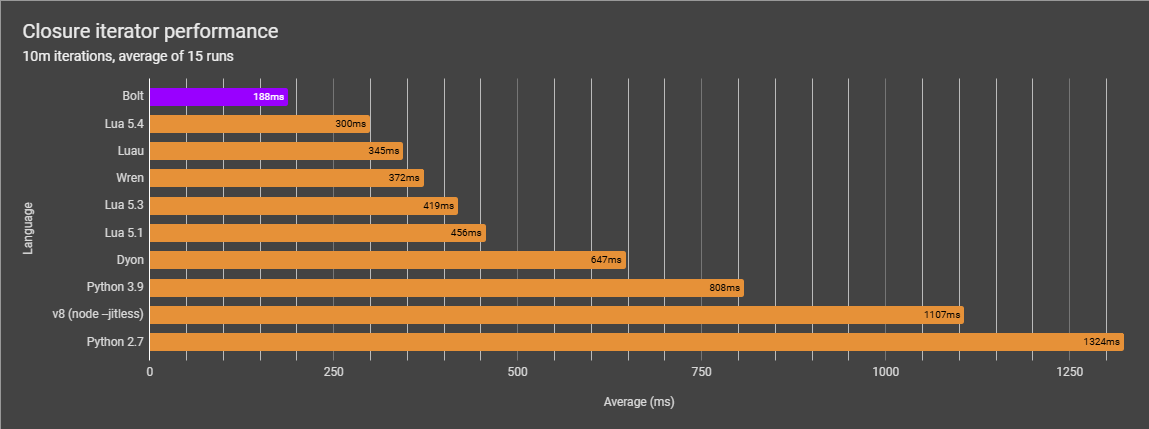 Closure iterator performance
10m iterations, average of 15 runs
Language
Bolt 188ms
Lua 5.4 300ms
Luau 345ms
Wren 372ms
Lua 5.3 419ms
Lua 5.1 456ms
Dyon 647ms
Python 3.9 808ms
v8 (node –jitless) 1107ms
Python 2.7 1324ms
0 250 500 750 1000 1250
Average (ms)